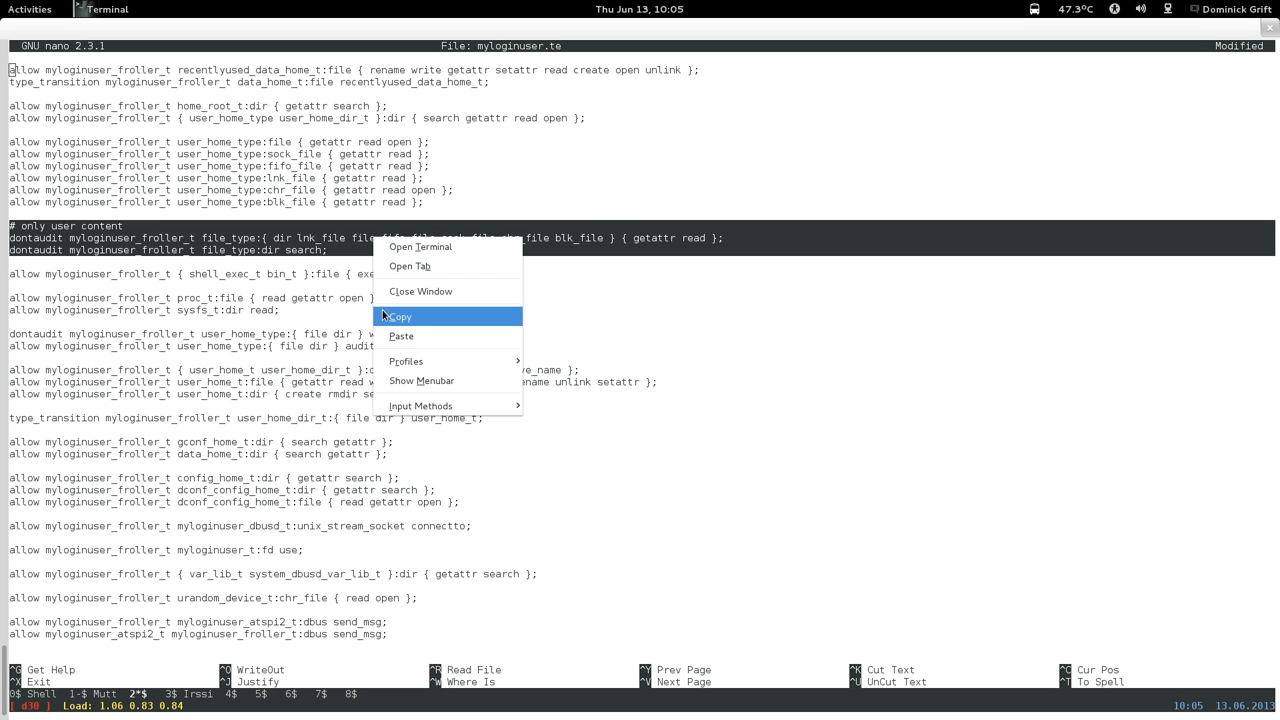 Activities Terminal Thu Jun 13, 10:05 47.3°C Dominick Grift
GNU nano 2.3.1 File: myloginuser.te Modified
allow myloginuser_froller_t recentlyused_data_home_t:file { rename write getattr setattr read create open unlink };
type_transition myloginuser_froller_t data_home_t:file recentlyused_data_home_t;
allow myloginuser_froller_t home_root_t:dir { getattr search };
allow myloginuser_froller_t { user_home_type user_home_dir_t }:dir { search getattr read open };
allow myloginuser_froller_t user_home_type:file { getattr read open };
allow myloginuser_froller_t user_home_type:sock_file { getattr read };
allow myloginuser_froller_t user_home_type:fifo_file { getattr read };
allow myloginuser_froller_t user_home_type:lnk_file { getattr read };
allow myloginuser_froller_t user_home_type:chr_file { getattr read open };
allow myloginuser_froller_t user_home_type:blk_file { getattr read };
# only user content
dontaudit myloginuser_froller_t file_type:{ dir lnk_file file fifo_file sock_file chr_file blk_file } { getattr read };
dontaudit myloginuser_froller_t file_type:dir search;
Open Terminal
Open Tab
Close Window
Copy
Paste
Profiles
Show Menubar
Input Methods
allow myloginuser_froller_t { shell_exec_t bin_t }:file { exe
allow myloginuser_froller_t proc_t:file { read getattr open }
allow myloginuser_froller_t sysfs_t:dir read;
dontaudit myloginuser_froller_t user_home_type:{ file dir } w
allow myloginuser_froller_t user_home_type:{ file dir } audit
allow myloginuser_froller_t { user_home_t user_home_dir_t }:d ve_name };
allow myloginuser_froller_t user_home_t:file { getattr read w ename unlink setattr };
allow myloginuser_froller_t user_home_t:dir { create rmdir se
type_transition myloginuser_froller_t user_home_dir_t:{ file dir } user_home_t;
allow myloginuser_froller_t gconf_home_t:dir { search getattr };
allow myloginuser_froller_t data_home_t:dir { search getattr };
allow myloginuser_froller_t config_home_t:dir { getattr search };
allow myloginuser_froller_t dconf_config_home_t:dir { getattr search };
allow myloginuser_froller_t dconf_config_home_t:file { read getattr open };
allow myloginuser_froller_t myloginuser_dbusd_t:unix_stream_socket connectto;
allow myloginuser_froller_t myloginuser_t:fd use;
allow myloginuser_froller_t { var_lib_t system_dbusd_var_lib_t }:dir { getattr search };
allow myloginuser_froller_t urandom_device_t:chr_file { read open };
allow myloginuser_froller_t myloginuser_atspi2_t:dbus send_msg;
allow myloginuser_atspi2_t myloginuser_froller_t:dbus send_msg;
^G Get Help ^O WriteOut ^R Read File ^Y Prev Page ^K Cut Text ^C Cur Pos
^X Exit ^J Justify ^W Where Is ^V Next Page ^U UnCut Text ^T To Spell
0$ Shell 1-$ Mutt 2*$ 3$ Irssi 4$ 5$ 6$ 7$ 8$
[ d30 ] Load: 1.06 0.83 0.84 10:05 13.06.2013